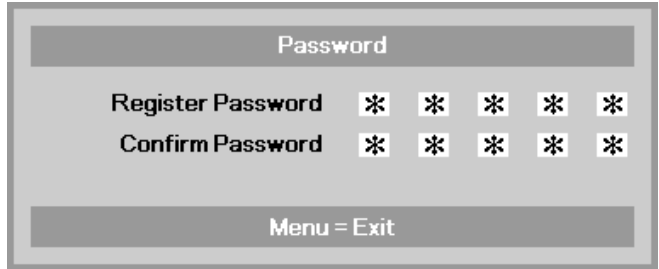 Password
Register Password * * * * *
Confirm Password * * * * *
Menu = Exit